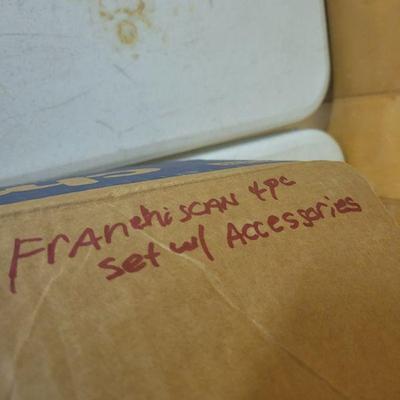 FrANchiSCAN 4pc
Set w/ Accessories